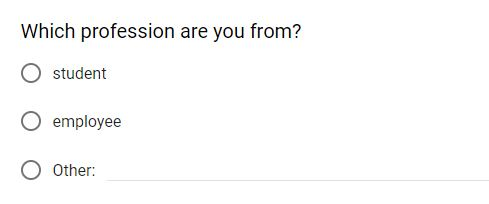 Which profession are you from?
student
employee
Other: